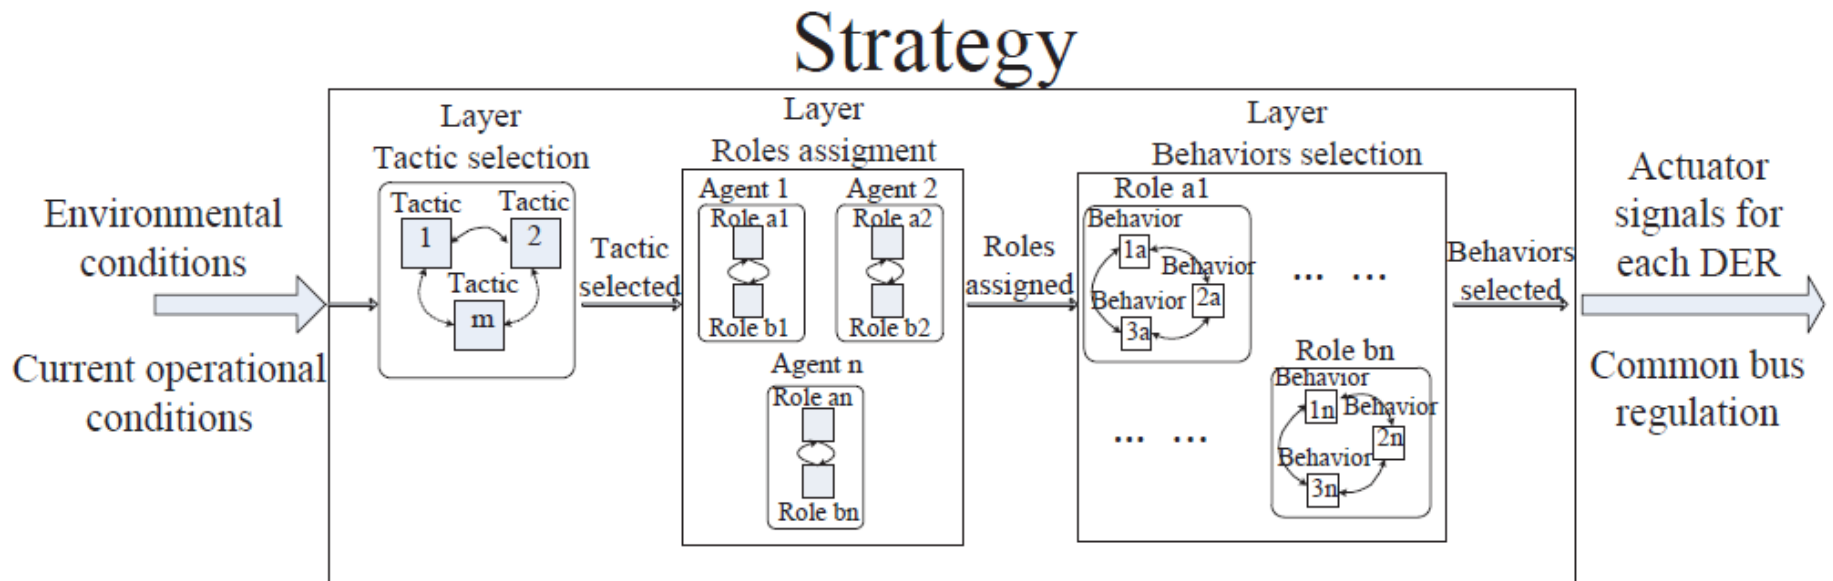 Strategy
Environmental
conditions
Current operational
conditions
Layer
Tactic selection
Tactic
1
Tactic
2
Tactic
m
Tactic
selected
Layer
Roles assigment
Agent 1
Role a1
Role b1
Agent 2
Role a2
Role b2
Agent n
Role an
Role bn
Roles
assigned
Layer
Behaviors selection
Role a1
Behavior
1a
Behavior
2a
Behavior
3a
... ...
... ...
Role bn
Behavior
1n
Behavior
2n
Behavior
3n
Behaviors
selected
Actuator
signals for
each DER
Common bus
regulation